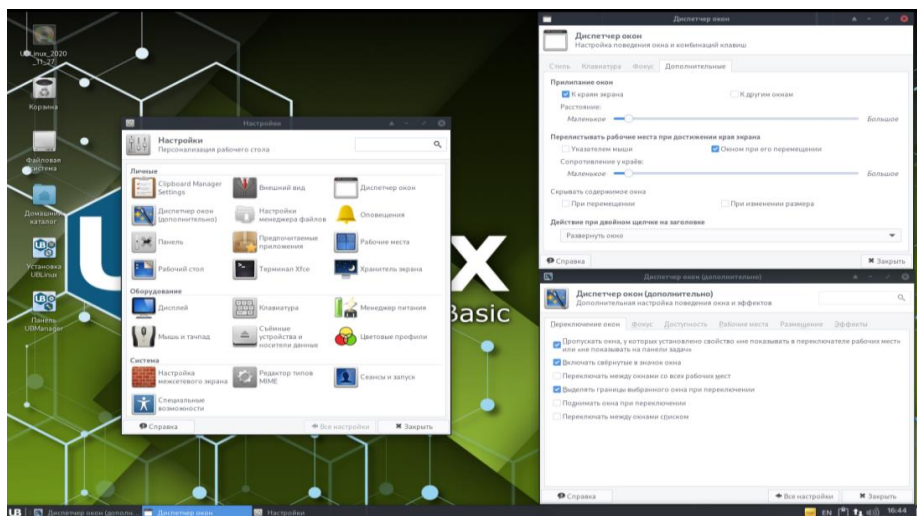 UBLinux_2020
_11_27
Корзина
Файловая
система
Домашний
каталог
Установка
UBLinux
Панель
UBManager
Basic
Настройки
Настройки
Персонализация рабочего стола
Личные
Clipboard Manager
Settings
Внешний вид
Диспетчер окон
Диспетчер окон
(дополнительно)
Настройки
менеджера файлов
Оповещения
Панель
Предпочитаемые
приложения
Рабочие места
Рабочий стол
Терминал Xfce
Хранитель экрана
Оборудование
Дисплей
Клавиатура
Менеджер питания
Мышь и тачпад
Съёмные
устройства и
носители данных
Цветовые профили
Система
Настройка
межсетевого экрана
Редактор типов
MIME
Сеансы и запуск
Специальные
возможности
Справка
Все настройки
Закрыть
Диспетчер окон
Диспетчер окон
Настройка поведения окна и комбинаций клавиш
Стиль Клавиатура Фокус Дополнительные
Прилипание окон
К краям экрана
К другим окнам
Расстояние:
Маленькое Большое
Перелистывать рабочие места при достижении края экрана
Указателем мыши
Окном при его перемещении
Сопротивление у краёв:
Маленькое Большое
Скрывать содержимое окна
При перемещении
При изменении размера
Действие при двойном щелчке на заголовке
Развернуть окно
Справка
Закрыть
Диспетчер окон (дополнительно)
Диспетчер окон (дополнительно)
Дополнительная настройка поведения окна и эффектов
Переключение окон Фокус Доступность Рабочие места Размещение Эффекты
Пропускать окна, у которых установлено свойство «не показывать в переключателе рабочих мест»
или «не показывать на панели задач»
Включать свёрнутые в значок окна
Переключать между окнами со всех рабочих мест
Выделять границы выбранного окна при переключении
Поднимать окна при переключении
Переключать между окнами списком
Справка
Все настройки
Закрыть
UB
Диспетчер окон (дополн...
Диспетчер окон
Настройки
EN
16:44